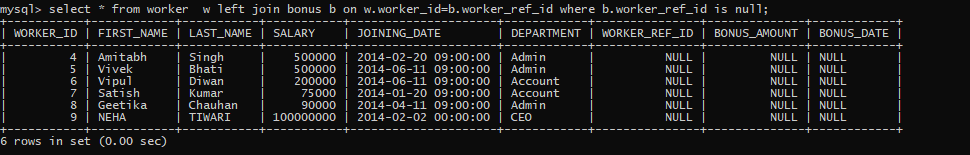 mysql> select * from worker  w left join bonus b on w.worker_id=b.worker_ref_id where b.worker_ref_id is null;
+-----------+------------+-----------+-----------+---------------------+------------+---------------+--------------+------------+
| WORKER_ID | FIRST_NAME | LAST_NAME | SALARY    | JOINING_DATE        | DEPARTMENT | WORKER_REF_ID | BONUS_AMOUNT | BONUS_DATE |
+-----------+------------+-----------+-----------+---------------------+------------+---------------+--------------+------------+
|         4 | Amitabh    | Singh     |    500000 | 2014-02-20 09:00:00 | Admin      |          NULL |         NULL | NULL       |
|         5 | Vivek      | Bhati     |    500000 | 2014-06-11 09:00:00 | Admin      |          NULL |         NULL | NULL       |
|         6 | Vipul      | Diwan     |    200000 | 2014-06-11 09:00:00 | Account    |          NULL |         NULL | NULL       |
|         7 | Satish     | Kumar     |     75000 | 2014-01-20 09:00:00 | Account    |          NULL |         NULL | NULL       |
|         8 | Geetika    | Chauhan   |     90000 | 2014-04-11 09:00:00 | Admin      |          NULL |         NULL | NULL       |
|         9 | NEHA       | TIWARI    | 100000000 | 2014-02-02 00:00:00 | CEO        |          NULL |         NULL | NULL       |
+-----------+------------+-----------+-----------+---------------------+------------+---------------+--------------+------------+
6 rows in set (0.00 sec)